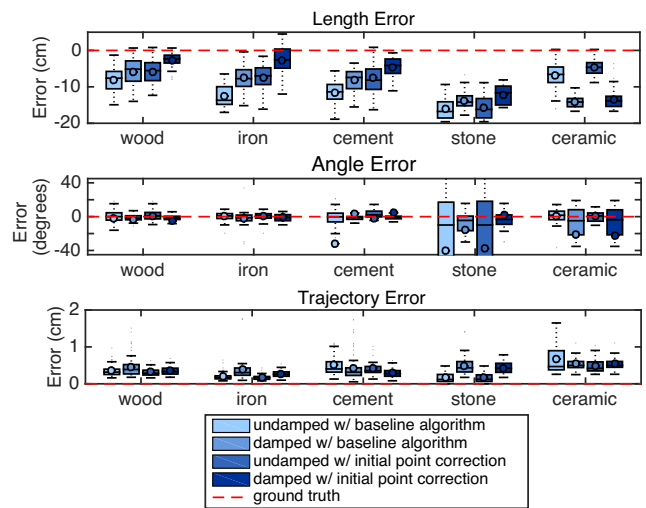 Length Error
Error (cm)
0
-10
-20
wood iron cement stone ceramic
Angle Error
Error (degrees)
40
0
-40
wood iron cement stone ceramic
Trajectory Error
Error (cm)
2
1
0
wood iron cement stone ceramic
undamped w/ baseline algorithm
damped w/ baseline algorithm
undamped w/ initial point correction
damped w/ initial point correction
ground truth